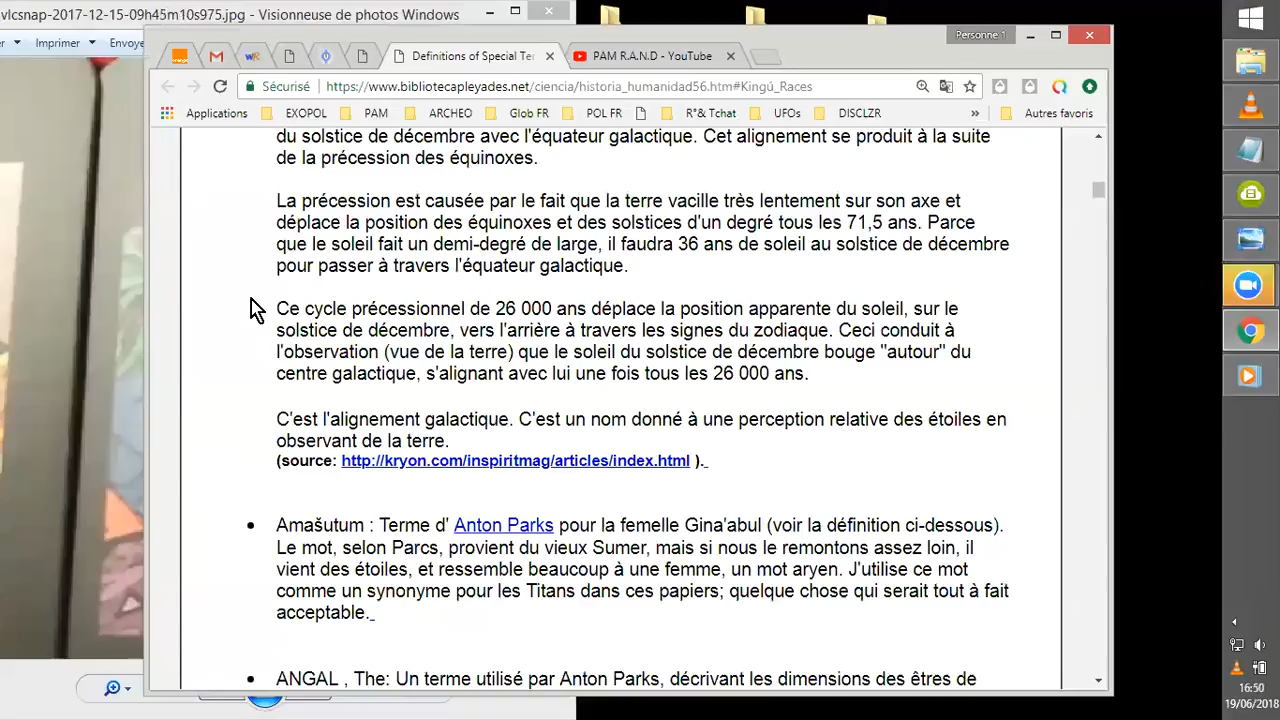 vlcsnap-2017-12-15-09h45m10s975.jpg - Visionneuse de photos Windows
Imprimer
Personne 1
Definitions of Special Te
PAM R.A.N.D - YouTube
Sécurisé
https://www.bibliotecapleyades.net/ciencia/historia_humanidad56.htm#Kingú_Races
Applications EXOPOL PAM ARCHEO Glob FR POL FR R°& Tchat UFOs DISCLZR » Autres favoris
du solstice de décembre avec l'équateur galactique. Cet alignement se produit à la suite
de la précession des équinoxes.
La précession est causée par le fait que la terre vacille très lentement sur son axe et
déplace la position des équinoxes et des solstices d'un degré tous les 71,5 ans. Parce
que le soleil fait un demi-degré de large, il faudra 36 ans de soleil au solstice de décembre
pour passer à travers l'équateur galactique.
Ce cycle précessionnel de 26 000 ans déplace la position apparente du soleil, sur le
solstice de décembre, vers l'arrière à travers les signes du zodiaque. Ceci conduit à
l'observation (vue de la terre) que le soleil du solstice de décembre bouge "autour" du
centre galactique, s'alignant avec lui une fois tous les 26 000 ans.
C'est l'alignement galactique. C'est un nom donné à une perception relative des étoiles en
observant de la terre.
(source: http://kryon.com/inspiritmag/articles/index.html ).
• Amašutum : Terme d' Anton Parks pour la femelle Gina'abul (voir la définition ci-dessous).
Le mot, selon Parcs, provient du vieux Sumer, mais si nous le remontons assez loin, il
vient des étoiles, et ressemble beaucoup à une femme, un mot aryen. J'utilise ce mot
comme un synonyme pour les Titans dans ces papiers; quelque chose qui serait tout à fait
acceptable.
• ANGAL , The: Un terme utilisé par Anton Parks, décrivant les dimensions des êtres de
16:50
19/06/2018